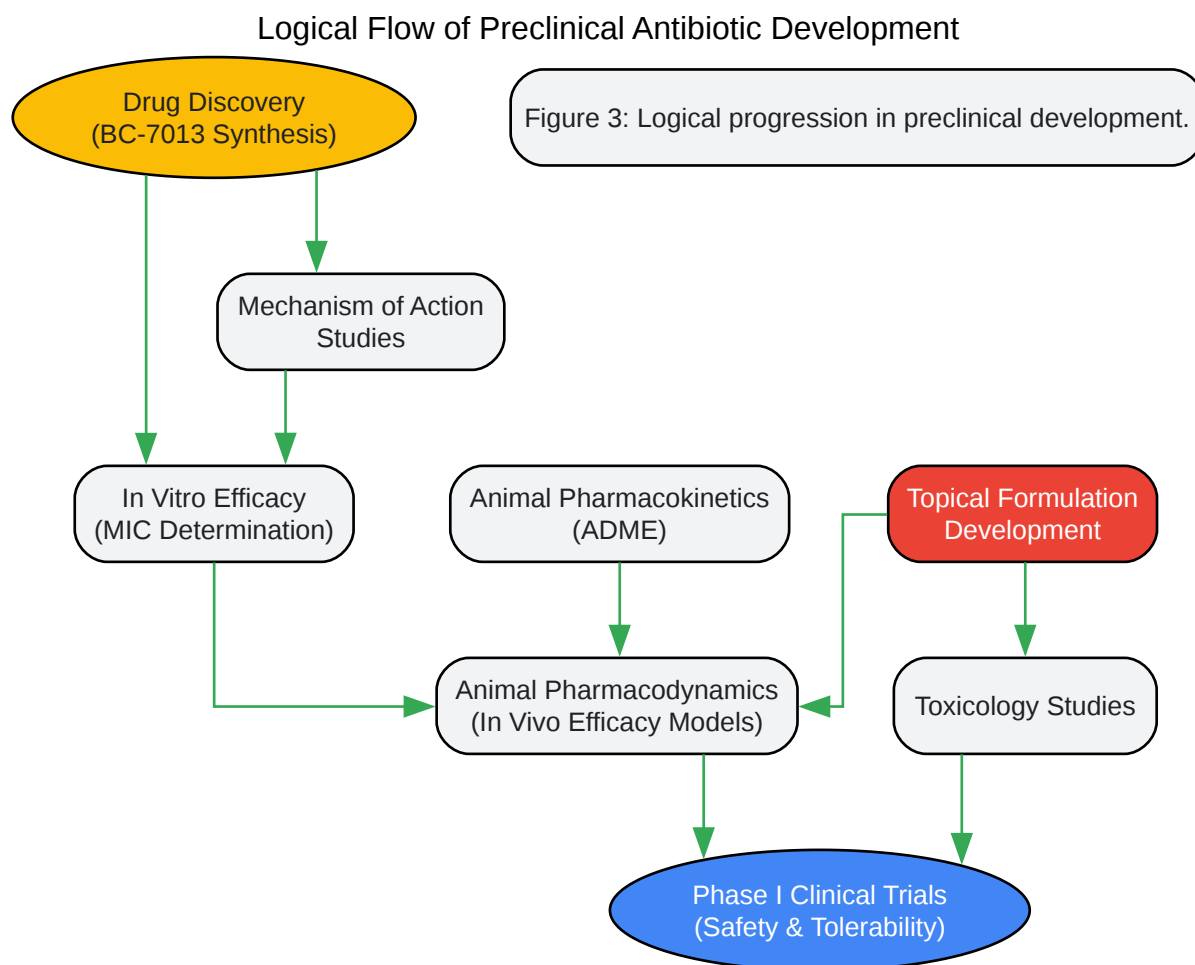 Logical Flow of Preclinical Antibiotic Development
Drug Discovery
(BC-7013 Synthesis)
Figure 3: Logical progression in preclinical development.
Mechanism of Action
Studies
In Vitro Efficacy
(MIC Determination)
Animal Pharmacokinetics
(ADME)
Topical Formulation
Development
Animal Pharmacodynamics
(In Vivo Efficacy Models)
Toxicology Studies
Phase I Clinical Trials
(Safety & Tolerability)